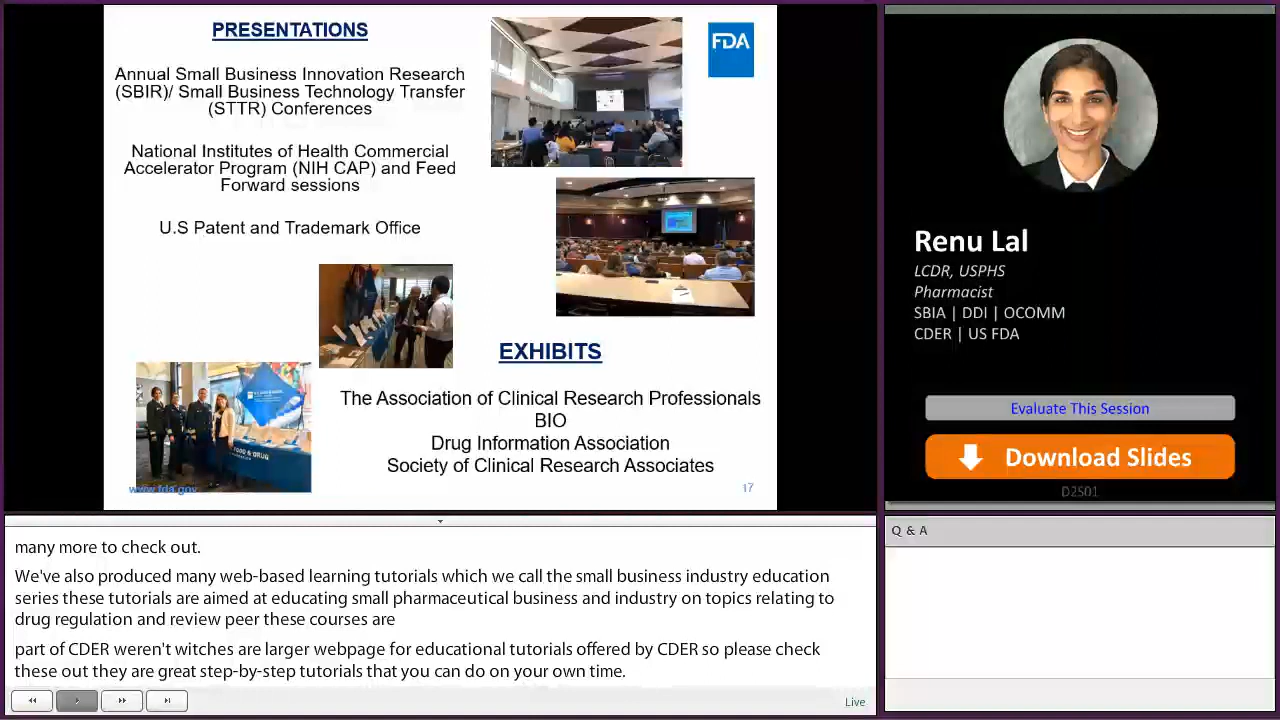 PRESENTATIONS
Annual Small Business Innovation Research
(SBIR)/ Small Business Technology Transfer
(STTR) Conferences
National Institutes of Health Commercial
Accelerator Program (NIH CAP) and Feed
Forward sessions
U.S Patent and Trademark Office
FDA
EXHIBITS
The Association of Clinical Research Professionals
BIO
Drug Information Association
Society of Clinical Research Associates
FOOD & DRUG
www.fda.gov
17
Renu Lal
LCDR, USPHS
Pharmacist
SBIA | DDI | OCOMM
CDER | US FDA
Evaluate This Session
Download Slides
D2S01
many more to check out.
We've also produced many web-based learning tutorials which we call the small business industry education
series these tutorials are aimed at educating small pharmaceutical business and industry on topics relating to
drug regulation and review peer these courses are
part of CDER weren't witches are larger webpage for educational tutorials offered by CDER so please check
these out they are great step-by-step tutorials that you can do on your own time.
Live
Q & A